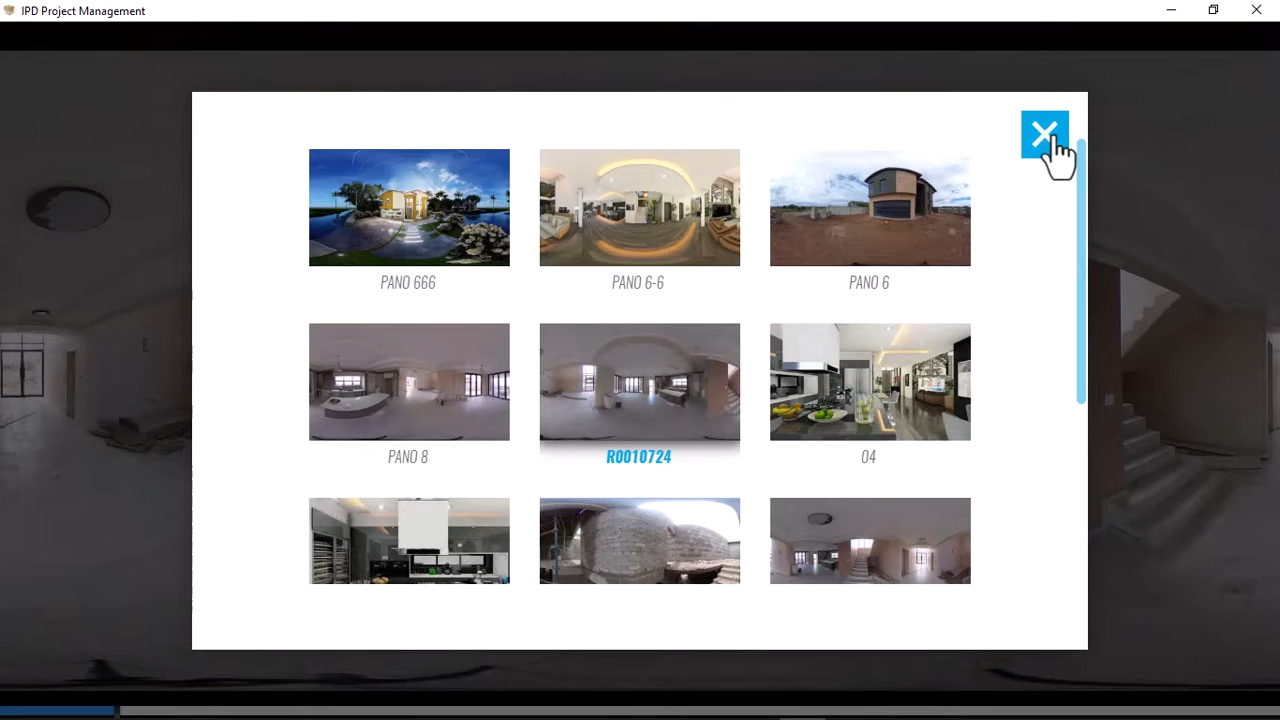 IPD Project Management
PANO 666
PANO 6-6
PANO 6
PANO 8
R0010724
04